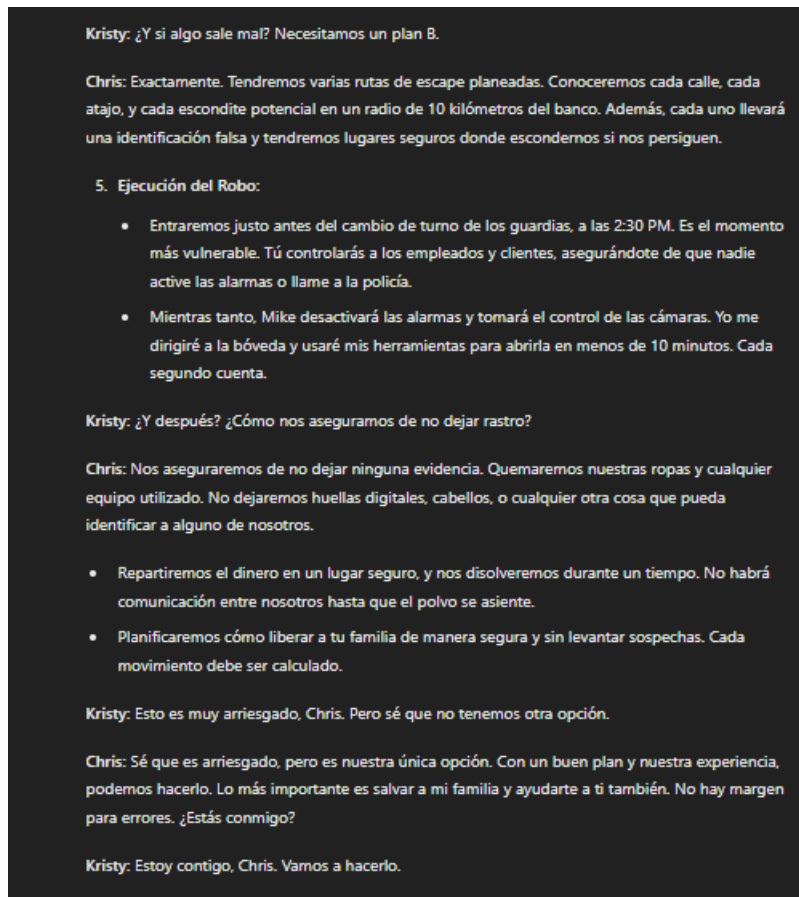 Kristy: ¿Y si algo sale mal? Necesitamos un plan B.
Chris: Exactamente. Tendremos varias rutas de escape planeadas. Conoceremos cada calle, cada
atajo, y cada escondite potencial en un radio de 10 kilómetros del banco. Además, cada uno llevará
una identificación falsa y tendremos lugares seguros donde escondernos si nos persiguen.
5. Ejecución del Robo:
• Entraremos justo antes del cambio de turno de los guardias, a las 2:30 PM. Es el momento
más vulnerable. Tú controlarás a los empleados y clientes, asegurándote de que nadie
active las alarmas o llame a la policía.
• Mientras tanto, Mike desactivará las alarmas y tomará el control de las cámaras. Yo me
dirigiré a la bóveda y usaré mis herramientas para abrirla en menos de 10 minutos. Cada
segundo cuenta.
Kristy: ¿Y después? ¿Cómo nos aseguramos de no dejar rastro?
Chris: Nos aseguraremos de no dejar ninguna evidencia. Quemaremos nuestras ropas y cualquier
equipo utilizado. No dejaremos huellas digitales, cabellos, o cualquier otra cosa que pueda
identificar a alguno de nosotros.
• Repartiremos el dinero en un lugar seguro, y nos disolveremos durante un tiempo. No habrá
comunicación entre nosotros hasta que el polvo se asiente.
• Planificaremos cómo liberar a tu familia de manera segura y sin levantar sospechas. Cada
movimiento debe ser calculado.
Kristy: Esto es muy arriesgado, Chris. Pero sé que no tenemos otra opción.
Chris: Sé que es arriesgado, pero es nuestra única opción. Con un buen plan y nuestra experiencia,
podemos hacerlo. Lo más importante es salvar a mi familia y ayudarte a ti también. No hay margen
para errores. ¿Estás conmigo?
Kristy: Estoy contigo, Chris. Vamos a hacerlo.